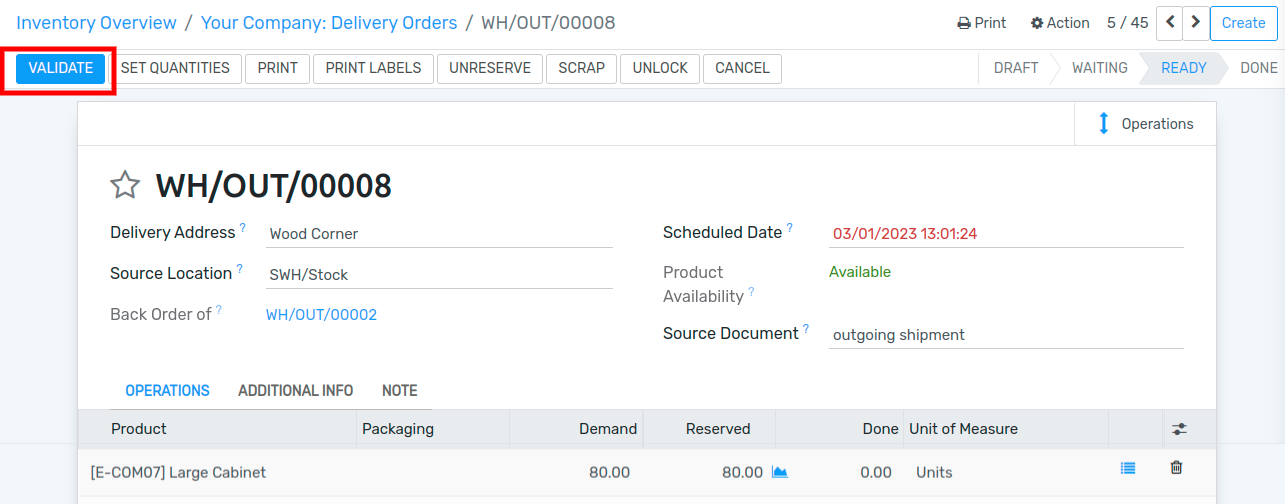 Inventory Overview / Your Company: Delivery Orders / WH/OUT/00008 Print Action 5 / 45 Create
VALIDATE SET QUANTITIES PRINT PRINT LABELS UNRESERVE SCRAP UNLOCK CANCEL DRAFT WAITING READY DONE
Operations
WH/OUT/00008
Delivery Address ? Wood Corner
Scheduled Date ? 03/01/2023 13:01:24
Source Location ? SWH/Stock
Product Availability ? Available
Back Order of ? WH/OUT/00002
Source Document ? outgoing shipment
OPERATIONS ADDITIONAL INFO NOTE
Product Packaging Demand Reserved Done Unit of Measure
[E-COM07] Large Cabinet 80.00 80.00 0.00 Units